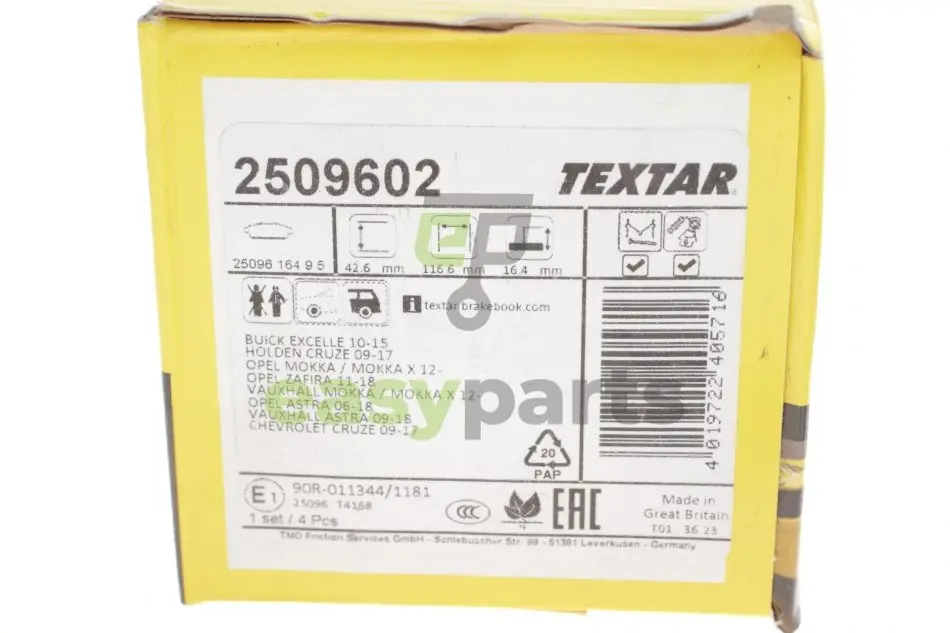 2509602
TEXTAR
25096 164 9 5
42.6 mm
116.6 mm
16.4 mm
i textar brakebook.com
BUICK EXCELLE 10-15
HOLDEN CRUZE 09-17
OPEL MOKKA / MOKKA X 12-
OPEL ZAFIRA 11-18
VAUXHALL MOKKA / MOKKA X 12-
OPEL ASTRA 06-18
VAUXHALL ASTRA 09-18
CHEVROLET CRUZE 09-17
easyparts
4 019722 405716
20
PAP
E1
90R-011344/1181
25096 T4168
1 set / 4 Pcs
CCC
N
EAC
Made in
Great Britain
T01 36 23
TMD Friction Services GmbH - Schlebuscher Str. 99 - 51381 Leverkusen - Germany